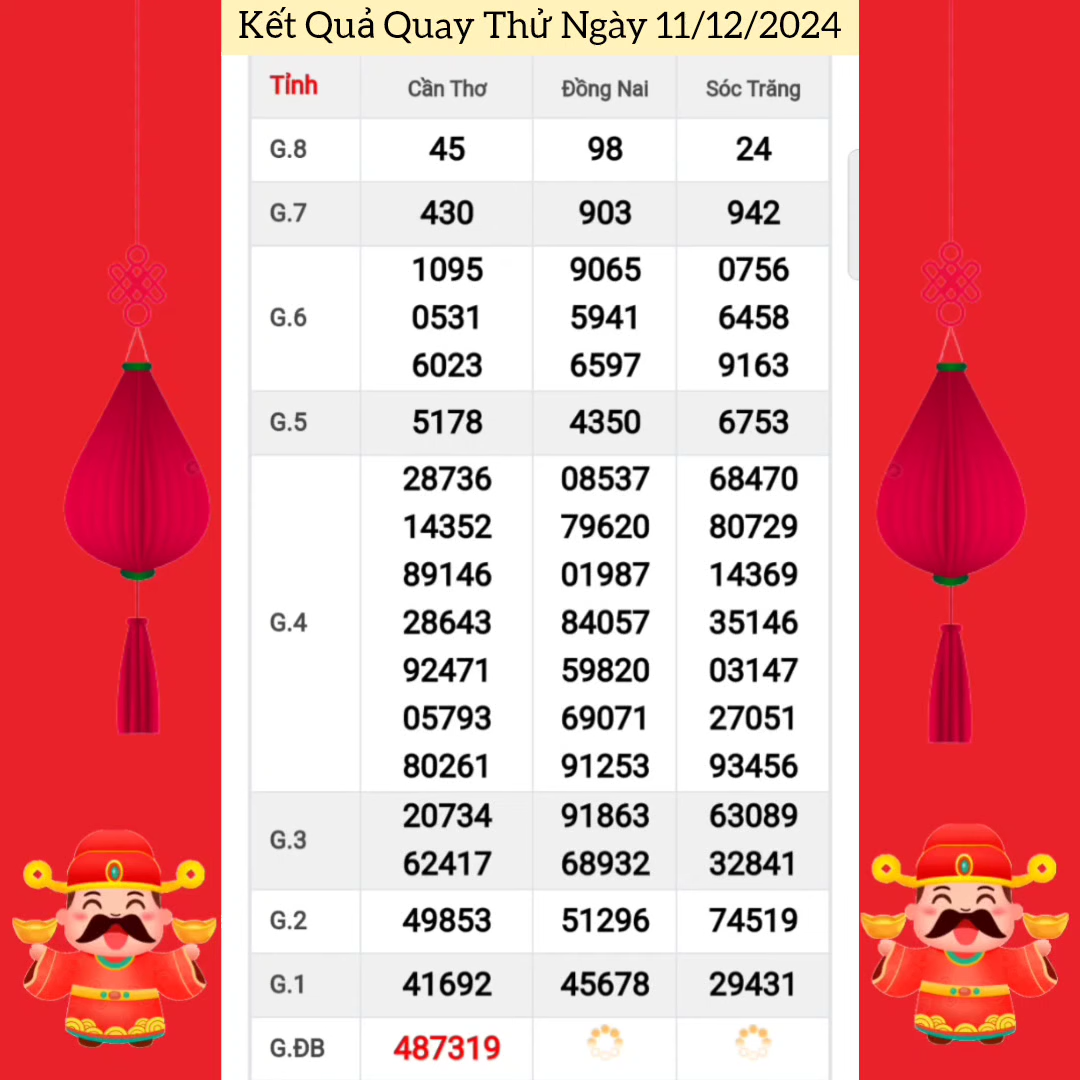 Kết Quả Quay Thử Ngày 11/12/2024
Tỉnh Cần Thơ Đồng Nai Sóc Trăng
G.8 45 98 24
G.7 430 903 942
1095 9065 0756
G.6 0531 5941 6458
6023 6597 9163
G.5 5178 4350 6753
28736 08537 68470
14352 79620 80729
89146 01987 14369
G.4 28643 84057 35146
92471 59820 03147
05793 69071 27051
80261 91253 93456
G.3 20734 91863 63089
62417 68932 32841
G.2 49853 51296 74519
G.1 41692 45678 29431
G.ĐB 487319